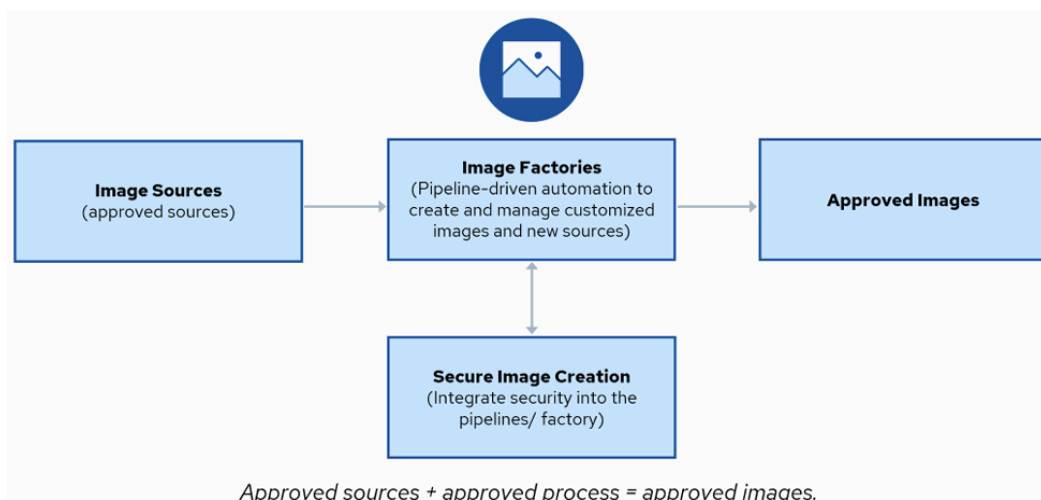 Image Sources
(approved sources)
Image Factories
(Pipeline-driven automation to
create and manage customized
images and new sources)
Approved Images
Secure Image Creation
(Integrate security into the
pipelines/ factory)
Approved sources + approved process = approved images.